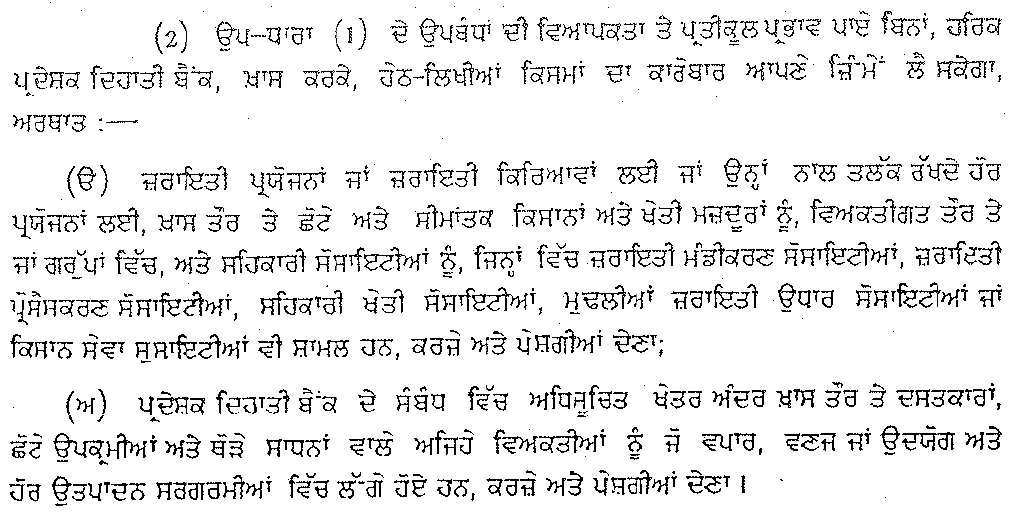 (2) ਉਪ-ਧਾਰਾ (1) ਦੇ ਉਪਬੰਧਾਂ ਦੀ ਵਿਆਪਕਤਾ ਤੇ ਪ੍ਰਤੀਕੂਲ ਪ੍ਰਭਾਵ ਪਾਏ ਬਿਨਾਂ, ਹਰਿਕ
ਪ੍ਰਦੇਸ਼ਕ ਦਿਹਾਤੀ ਬੈਂਕ, ਖ਼ਾਸ ਕਰਕੇ, ਹੇਠ-ਲਿਖੀਆਂ ਕਿਸਮਾਂ ਦਾ ਕਾਰੋਬਾਰ ਆਪਣੇ ਜ਼ਿੰਮੇਂ ਲੈ ਸਕੇਗਾ,
ਅਰਥਾਤ :—
(ੳ) ਜ਼ਰਾਇਤੀ ਪ੍ਰਯੋਜਨਾਂ ਜਾਂ ਜ਼ਰਾਇਤੀ ਕਿਰਿਆਵਾਂ ਲਈ ਜਾਂ ਉਨ੍ਹਾਂ ਨਾਲ ਤਲੱਕ ਰੱਖਦੇ ਹੋਰ
ਪ੍ਰਯੋਜਨਾਂ ਲਈ, ਖ਼ਾਸ ਤੌਰ ਤੇ ਛੋਟੇ ਅਤੇ ਸੀਮਾਂਤਕ ਕਿਸਾਨਾਂ ਅਤੇ ਖੇਤੀ ਮਜ਼ਦੂਰਾਂ ਨੂੰ, ਵਿਅਕਤੀਗਤ ਤੌਰ ਤੇ
ਜਾਂ ਗਰੁੱਪਾਂ ਵਿੱਚ, ਅਤੇ ਸਹਿਕਾਰੀ ਸੋਸਾਇਟੀਆਂ ਨੂੰ, ਜਿਨ੍ਹਾਂ ਵਿੱਚ ਜ਼ਰਾਇਤੀ ਮੰਡੀਕਰਣ ਸੋਸਾਇਟੀਆਂ, ਜ਼ਰਾਇਤੀ
ਪ੍ਰੋਸੈਸਕਰਣ ਸੋਸਾਇਟੀਆਂ, ਸਹਿਕਾਰੀ ਖੇਤੀ ਸੋਸਾਇਟੀਆਂ, ਮੁਢਲੀਆਂ ਜ਼ਰਾਇਤੀ ਉਧਾਰ ਸੋਸਾਇਟੀਆਂ ਜਾਂ
ਕਿਸਾਨ ਸੇਵਾ ਸੁਸਾਇਟੀਆਂ ਵੀ ਸ਼ਾਮਲ ਹਨ, ਕਰਜ਼ੇ ਅਤੇ ਪੇਸ਼ਗੀਆਂ ਦੇਣਾ;
(ਅ) ਪ੍ਰਦੇਸ਼ਕ ਦਿਹਾਤੀ ਬੈਂਕ ਦੇ ਸੰਬੰਧ ਵਿੱਚ ਅਧਿਸੂਚਿਤ ਖੇਤਰ ਅੰਦਰ ਖ਼ਾਸ ਤੌਰ ਤੇ ਦਸਤਕਾਰਾਂ,
ਛੋਟੇ ਉਪਕ੍ਰਮੀਆਂ ਅਤੇ ਥੋੜੇ ਸਾਧਨਾਂ ਵਾਲੇ ਅਜਿਹੇ ਵਿਅਕਤੀਆਂ ਨੂੰ ਜੋ ਵਪਾਰ, ਵਣਜ ਜਾਂ ਉਦਯੋਗ ਅਤੇ
ਹੋਰ ਉਤਪਾਦਨ ਸਰਗਰਮੀਆਂ ਵਿੱਚ ਲੱਗੇ ਹੋਏ ਹਨ, ਕਰਜ਼ੇ ਅਤੇ ਪੇਸ਼ਗੀਆਂ ਦੇਣਾ ।